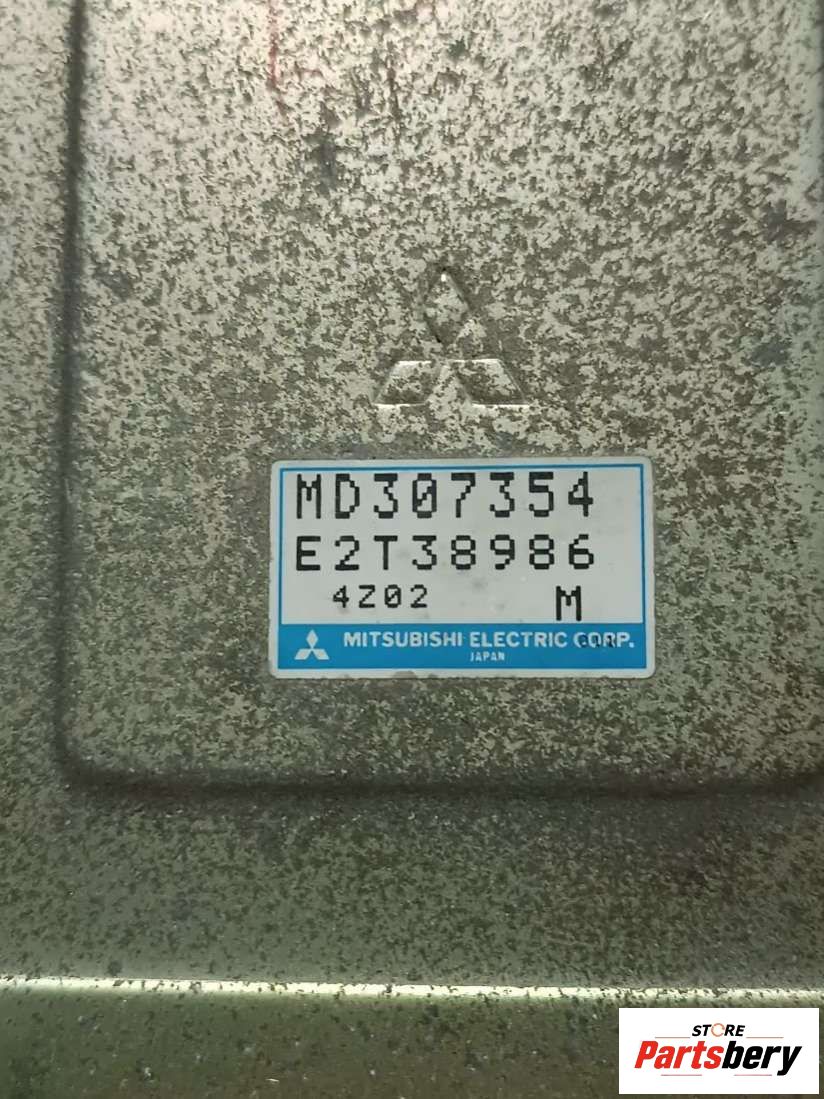 MD307354
E2T38986
4Z02 M
MITSUBISHI ELECTRIC CORP.
JAPAN
STORE
Partsbery